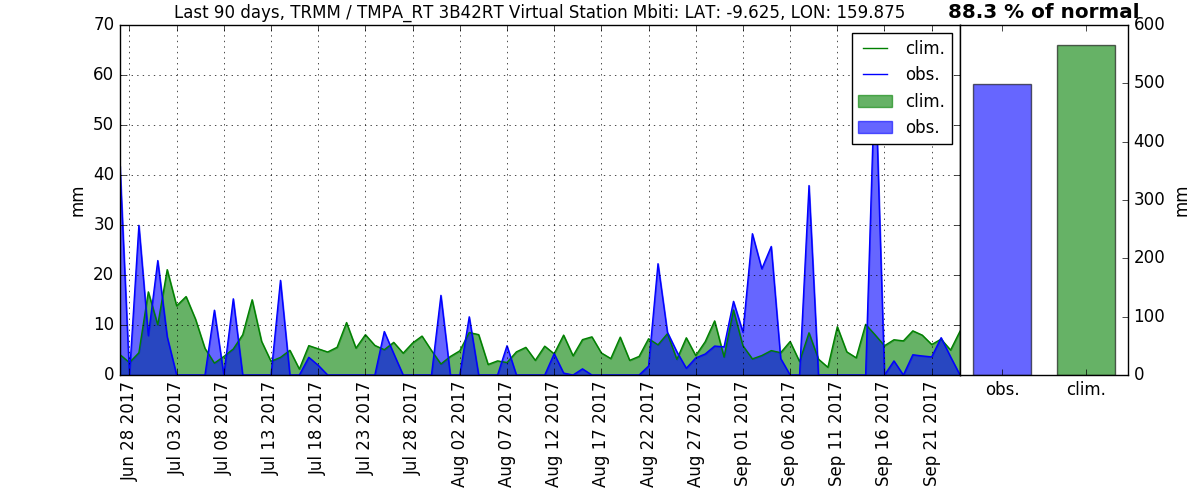 Last 90 days, TRMM / TMPA_RT 3B42RT Virtual Station Mbiti: LAT: -9.625, LON: 159.875
88.3 % of normal
70
60
50
40
30
20
10
0
mm
clim.
obs.
clim.
obs.
600
500
400
300
200
100
0
mm
obs.
clim.
Jun 28 2017
Jul 03 2017
Jul 08 2017
Jul 13 2017
Jul 18 2017
Jul 23 2017
Jul 28 2017
Aug 02 2017
Aug 07 2017
Aug 12 2017
Aug 17 2017
Aug 22 2017
Aug 27 2017
Sep 01 2017
Sep 06 2017
Sep 11 2017
Sep 16 2017
Sep 21 2017